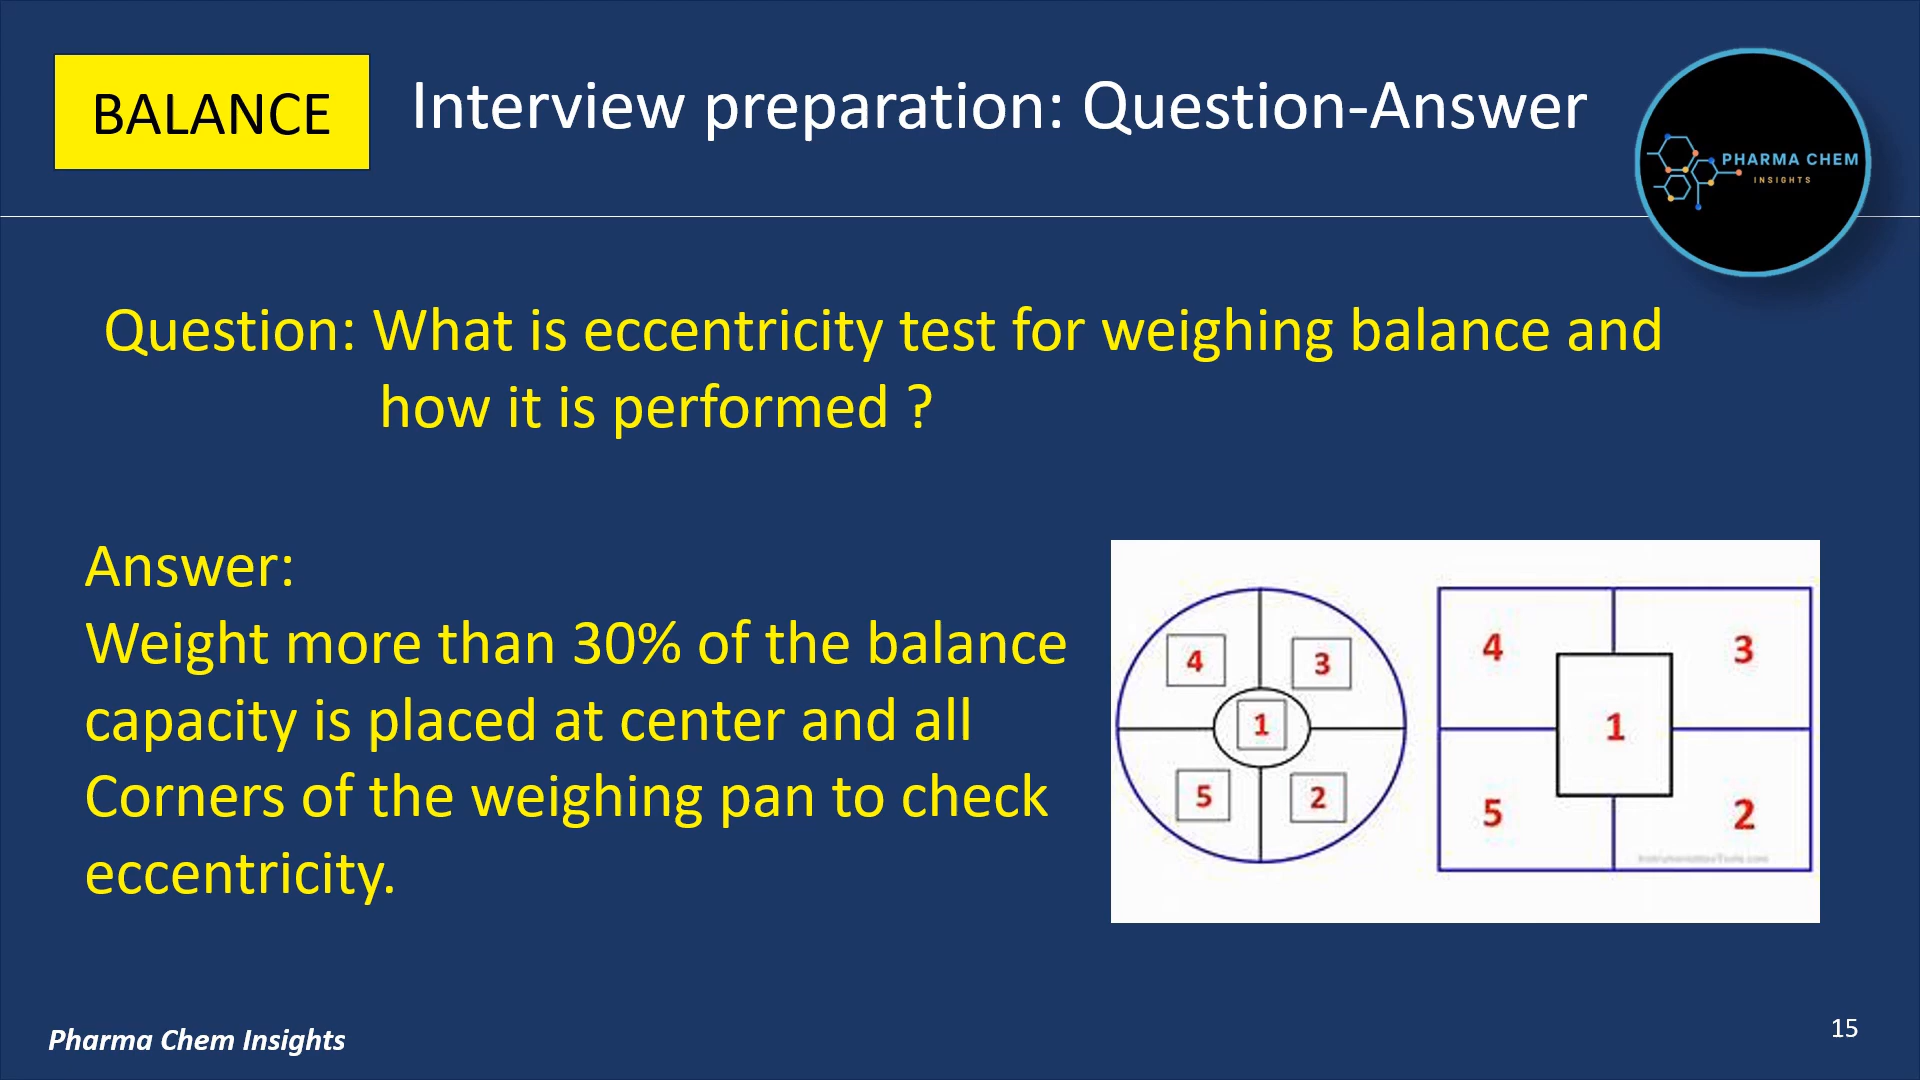 BALANCE
Interview preparation: Question-Answer
PHARMA CHEM
INSIGHTS
Question: What is eccentricity test for weighing balance and
how it is performed ?
Answer:
Weight more than 30% of the balance
capacity is placed at center and all
Corners of the weighing pan to check
eccentricity.
4 3
1
5 2
4 3
1
5 2
InstrumentationTools.com
Pharma Chem Insights
15